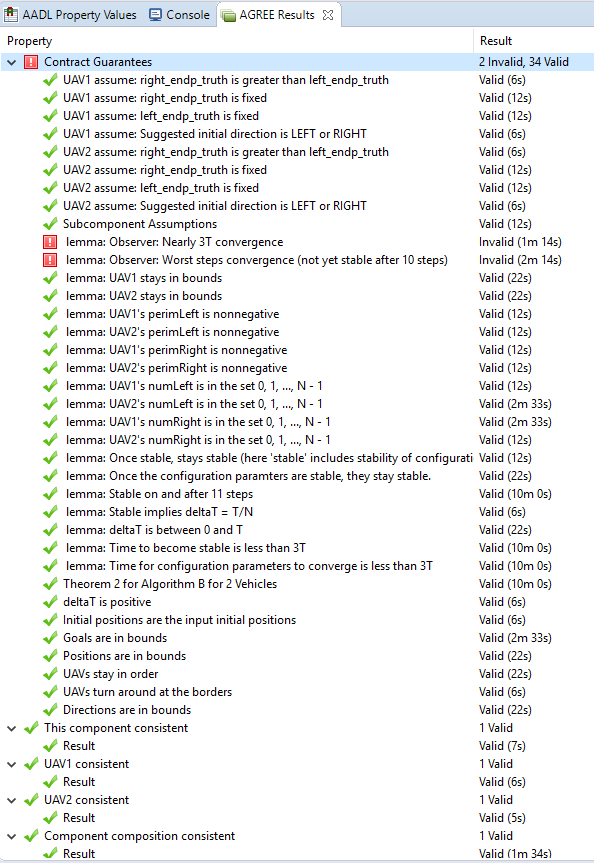 AADL Property Values Console AGREE Results
Property Result
Contract Guarantees 2 Invalid, 34 Valid
UAV1 assume: right_endp_truth is greater than left_endp_truth Valid (6s)
UAV1 assume: right_endp_truth is fixed Valid (12s)
UAV1 assume: left_endp_truth is fixed Valid (12s)
UAV1 assume: Suggested initial direction is LEFT or RIGHT Valid (6s)
UAV2 assume: right_endp_truth is greater than left_endp_truth Valid (6s)
UAV2 assume: right_endp_truth is fixed Valid (12s)
UAV2 assume: left_endp_truth is fixed Valid (12s)
UAV2 assume: Suggested initial direction is LEFT or RIGHT Valid (6s)
Subcomponent Assumptions Valid (12s)
lemma: Observer: Nearly 3T convergence Invalid (1m 14s)
lemma: Observer: Worst steps convergence (not yet stable after 10 steps) Invalid (2m 14s)
lemma: UAV1 stays in bounds Valid (22s)
lemma: UAV2 stays in bounds Valid (22s)
lemma: UAV1's perimLeft is nonnegative Valid (12s)
lemma: UAV2's perimLeft is nonnegative Valid (12s)
lemma: UAV1's perimRight is nonnegative Valid (12s)
lemma: UAV2's perimRight is nonnegative Valid (12s)
lemma: UAV1's numLeft is in the set 0, 1, ..., N - 1 Valid (12s)
lemma: UAV2's numLeft is in the set 0, 1, ..., N - 1 Valid (2m 33s)
lemma: UAV1's numRight is in the set 0, 1, ..., N - 1 Valid (2m 33s)
lemma: UAV2's numRight is in the set 0, 1, ..., N - 1 Valid (12s)
lemma: Once stable, stays stable (here 'stable' includes stability of configurati Valid (12s)
lemma: Once the configuration paramters are stable, they stay stable. Valid (22s)
lemma: Stable on and after 11 steps Valid (10m 0s)
lemma: Stable implies deltaT = T/N Valid (6s)
lemma: deltaT is between 0 and T Valid (22s)
lemma: Time to become stable is less than 3T Valid (10m 0s)
lemma: Time for configuration parameters to converge is less than 3T Valid (10m 0s)
Theorem 2 for Algorithm B for 2 Vehicles Valid (10m 0s)
deltaT is positive Valid (6s)
Initial positions are the input initial positions Valid (6s)
Goals are in bounds Valid (2m 33s)
Positions are in bounds Valid (22s)
UAVs stay in order Valid (22s)
UAVs turn around at the borders Valid (6s)
Directions are in bounds Valid (22s)
This component consistent 1 Valid
Result Valid (7s)
UAV1 consistent 1 Valid
Result Valid (6s)
UAV2 consistent 1 Valid
Result Valid (5s)
Component composition consistent 1 Valid
Result Valid (1m 34s)